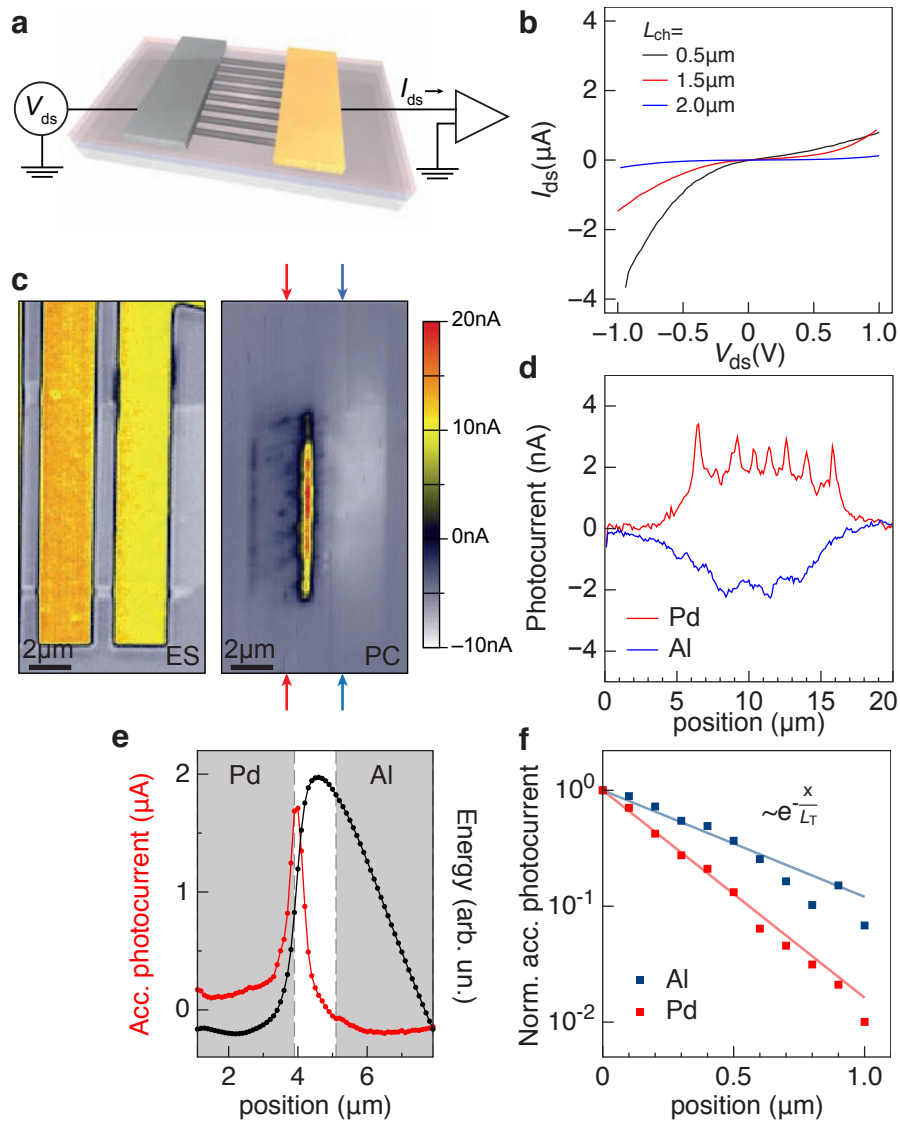 a
V_ds
I_ds →
b
L_ch=
0.5μm
1.5μm
2.0μm
I_ds(μA)
4
2
0
−2
−4
−1.0 −0.5 0 0.5 1.0
V_ds(V)
c
2μm ES
2μm PC
20nA
10nA
0nA
−10nA
d
Photocurrent (nA)
4
2
0
−2
−4
Pd
Al
0 5 10 15 20
position (μm)
e
Acc. photocurrent (μA)
2
1
0
Pd Al
Energy (arb. un.)
2 4 6
position (μm)
f
Norm. acc. photocurrent
10^0
10^-1
10^-2
~e^(-x/L_T)
Al
Pd
0 0.5 1.0
position (μm)